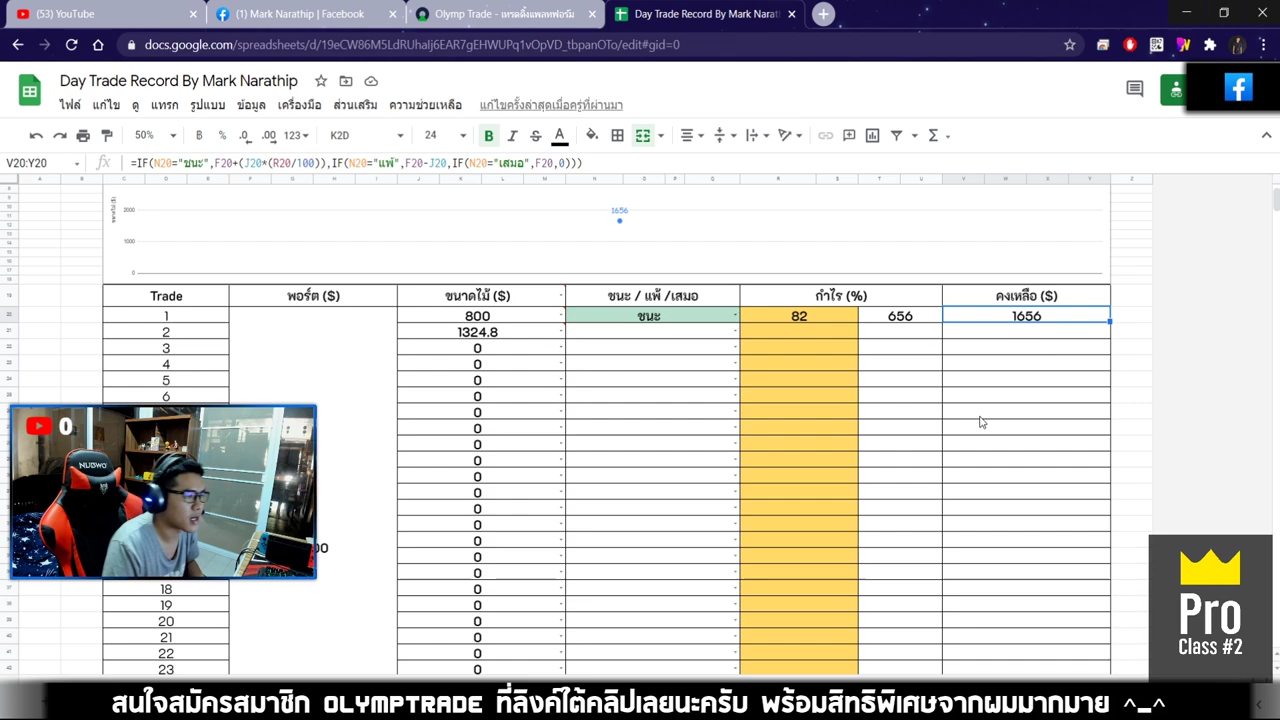 (53) YouTube
(1) Mark Narathip | Facebook
Olymp Trade - เทรดดิ้งแพลทฟอร์ม
Day Trade Record By Mark Narath
docs.google.com/spreadsheets/d/19eCW86M5LdRUhaIj6EAR7gEHWUPq1vOpVD_tbpanOTo/edit#gid=0
Day Trade Record By Mark Narathip
ไฟล์ แก้ไข ดู แทรก รูปแบบ ข้อมูล เครื่องมือ ส่วนเสริม ความช่วยเหลือ แก้ไขครั้งล่าสุดเมื่อครู่ที่ผ่านมา
50% ฿ % .0 .00 123 K2D 24 B I S A Σ
V20:Y20 fx =IF(N20="ชนะ",F20+(J20*(R20/100)),IF(N20="แพ้",F20-J20,IF(N20="เสมอ",F20,0)))
A B C D E F G H I J K L M N O P Q R S T U V W X Y Z
2000
1656
1000
0
Trade พอร์ต ($) ขนาดไม้ ($) ชนะ / แพ้ /เสมอ กำไร (%) คงเหลือ ($)
1 800 ชนะ 82 656 1656
2 1324.8
3 0
4 0
5 0
6 0
0
0
0
0
0
0
0
0
00
0
0
18 0
19 0
20 0
21 0
22 0
23 0
0
NUBWO
Pro
Class #2
สนใจสมัครสมาชิก OLYMPTRADE ที่ลิงค์ใต้คลิปเลยนะครับ พร้อมสิทธิพิเศษจากผมมากมาย ^_^